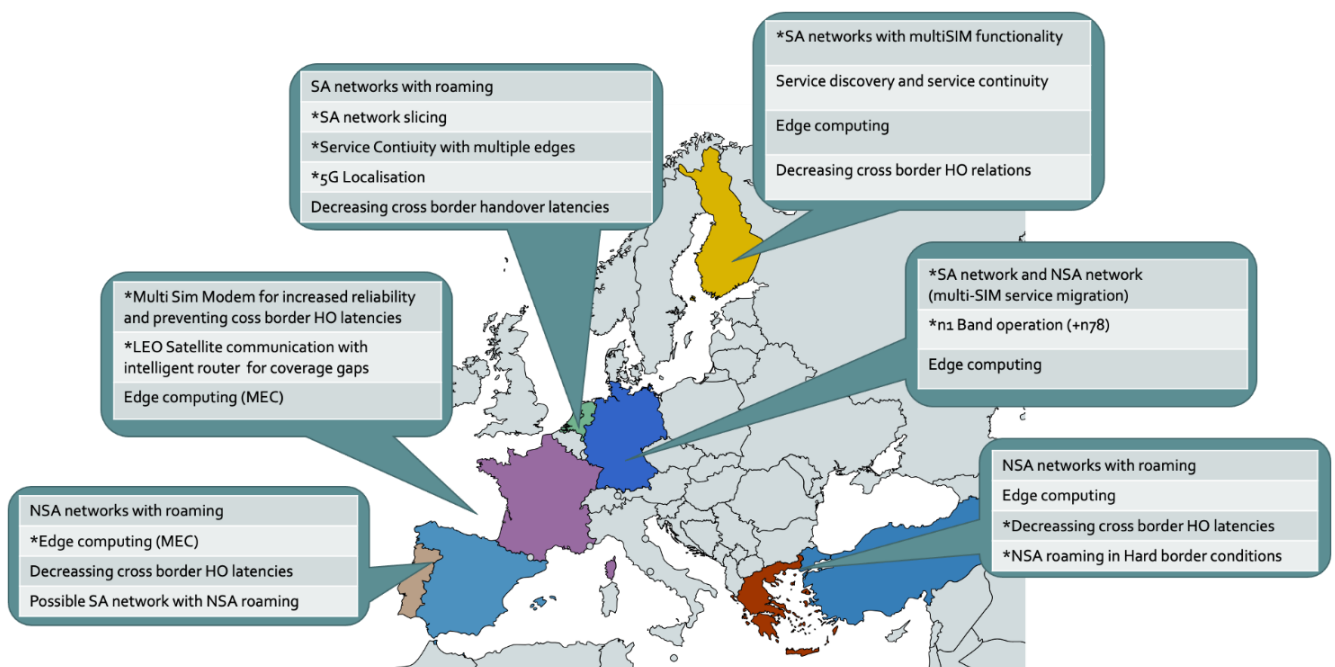 *SA networks with multiSIM functionality
Service discovery and service continuity
Edge computing
Decreasing cross border HO relations
SA networks with roaming
*SA network slicing
*Service Contiuity with multiple edges
*5G Localisation
Decreasing cross border handover latencies
*SA network and NSA network
(multi-SIM service migration)
*n1 Band operation (+n78)
Edge computing
*Multi Sim Modem for increased reliability
and preventing coss border HO latencies
*LEO Satellite communication with
intelligent router for coverage gaps
Edge computing (MEC)
NSA networks with roaming
Edge computing
*Decreassing cross border HO latencies
*NSA roaming in Hard border conditions
NSA networks with roaming
*Edge computing (MEC)
Decreassing cross border HO latencies
Possible SA network with NSA roaming